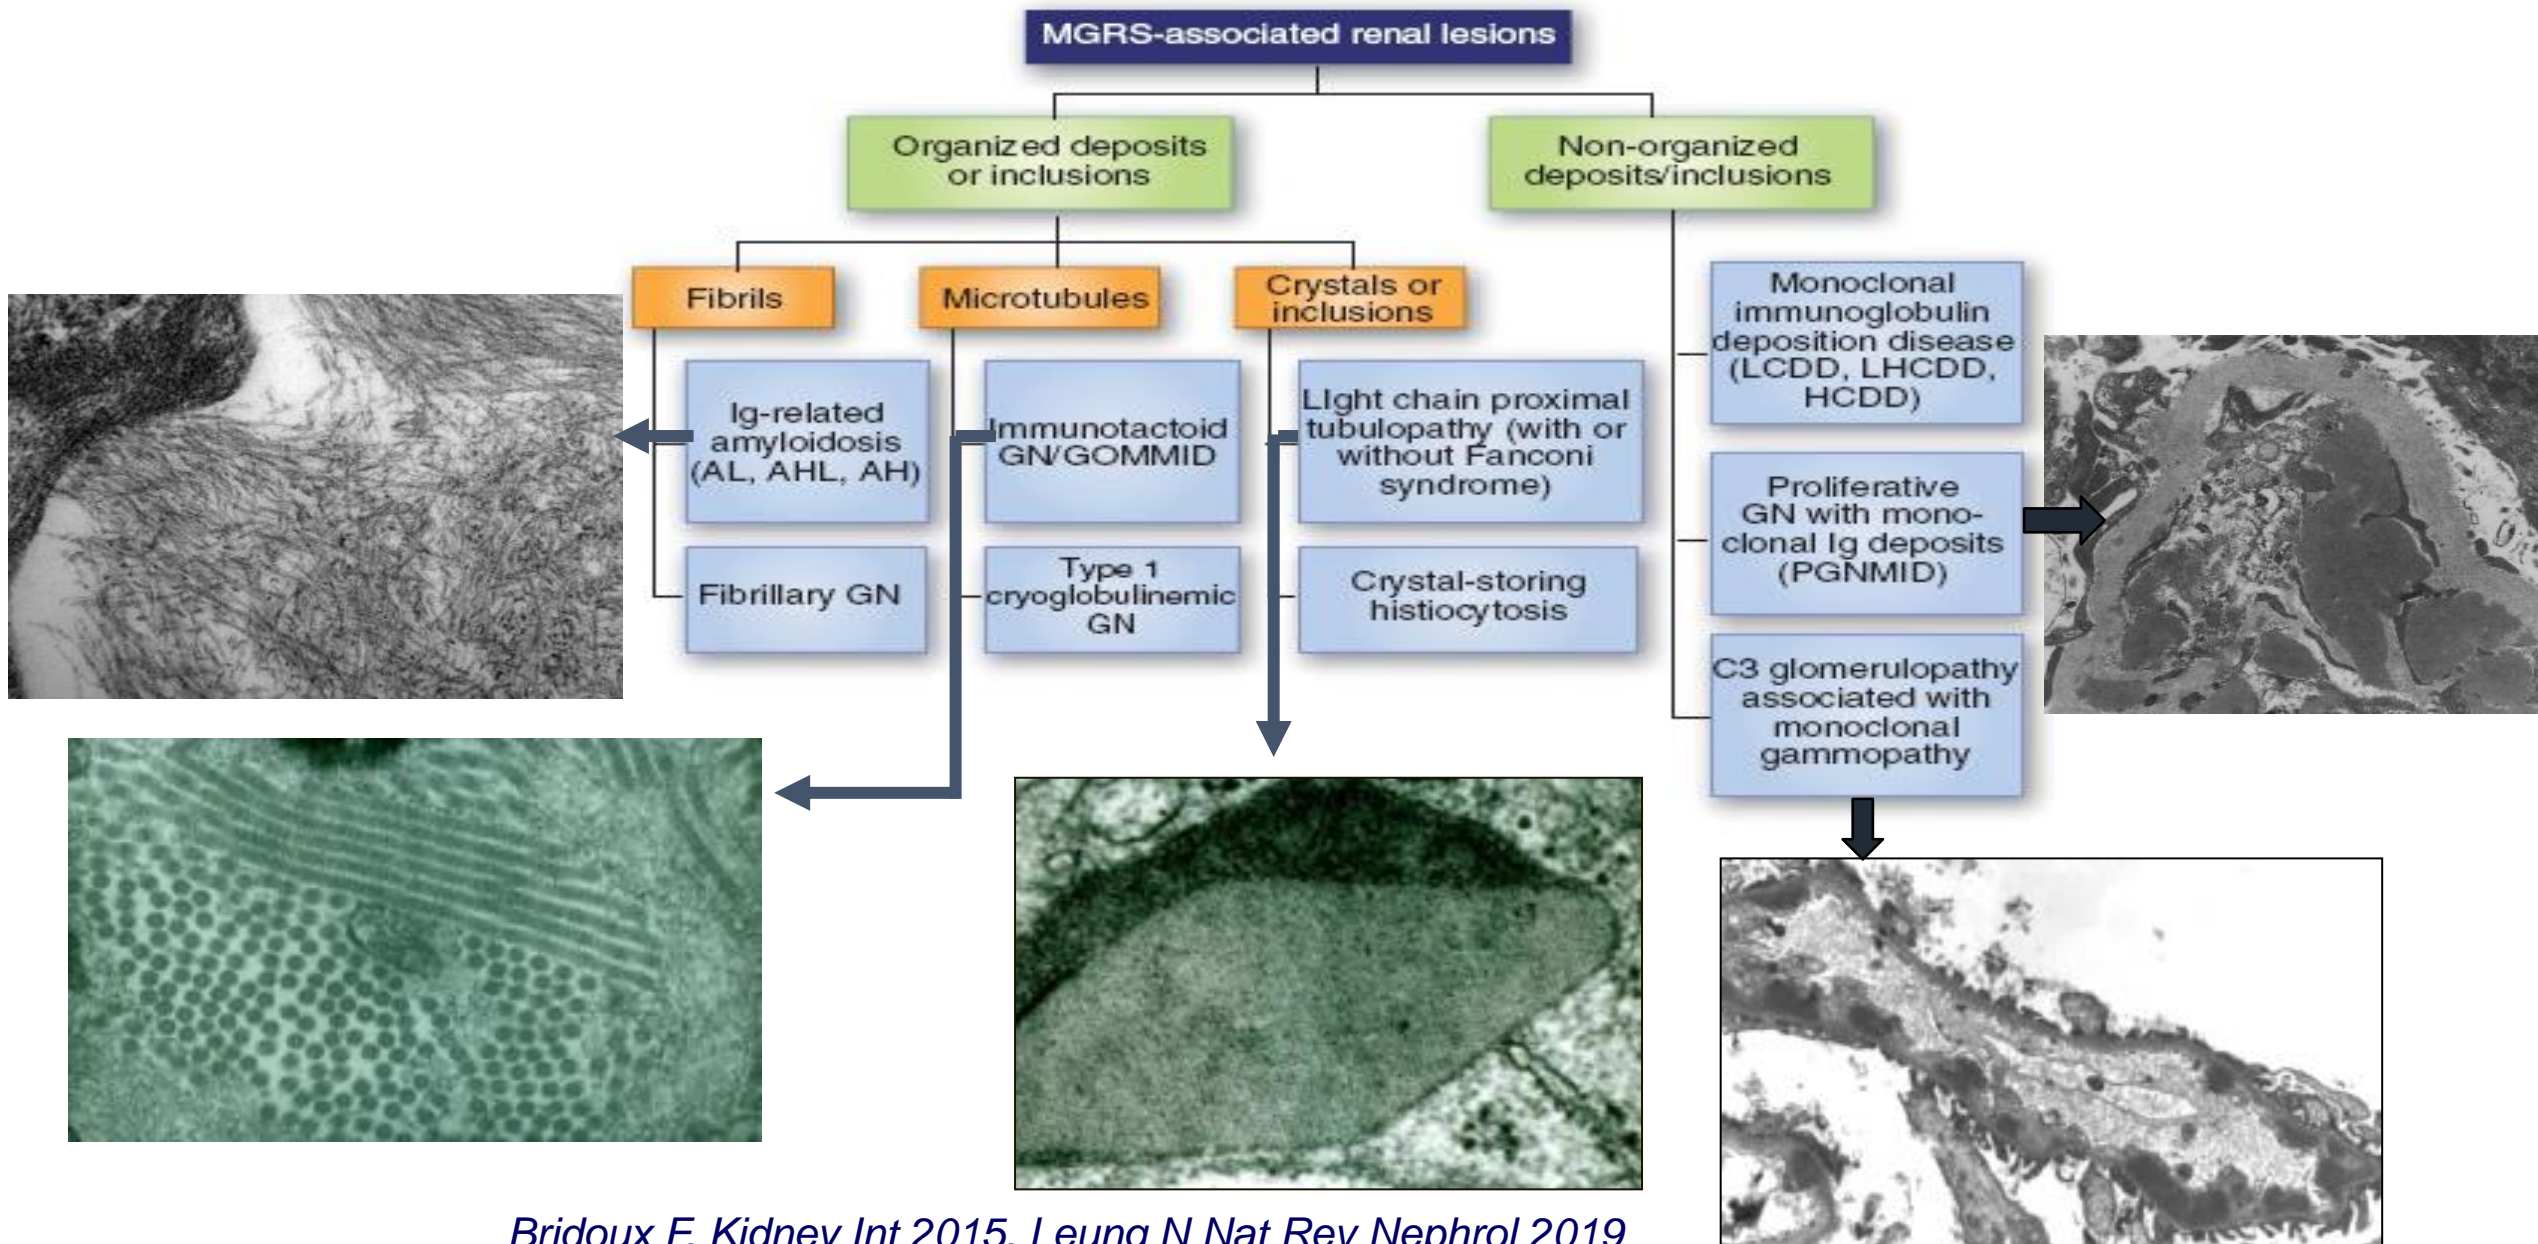 MGRS-associated renal lesions
Organized deposits
or inclusions
Non-organized
deposits/inclusions
Fibrils
Microtubules
Crystals or
inclusions
Ig-related
amyloidosis
(AL, AHL, AH)
Fibrillary GN
Immunotactoid
GN/GOMMID
Type 1
cryoglobulinemic
GN
LIght chain proximal
tubulopathy (with or
without Fanconi
syndrome)
Crystal-storing
histiocytosis
Monoclonal
immunoglobulin
deposition disease
(LCDD, LHCDD,
HCDD)
Proliferative
GN with mono-
clonal Ig deposits
(PGNMID)
C3 glomerulopathy
associated with
monoclonal
gammopathy
Bridoux F, Kidney Int 2015, Leung N Nat Rev Nephrol 2019